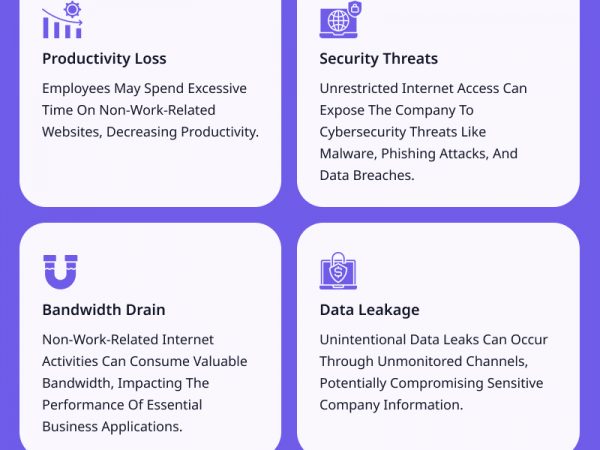 Productivity Loss
Employees May Spend Excessive
Time On Non-Work-Related
Websites, Decreasing Productivity.
Security Threats
Unrestricted Internet Access Can
Expose The Company To
Cybersecurity Threats Like
Malware, Phishing Attacks, And
Data Breaches.
Bandwidth Drain
Non-Work-Related Internet
Activities Can Consume Valuable
Bandwidth, Impacting The
Performance Of Essential
Business Applications.
Data Leakage
Unintentional Data Leaks Can Occur
Through Unmonitored Channels,
Potentially Compromising Sensitive
Company Information.